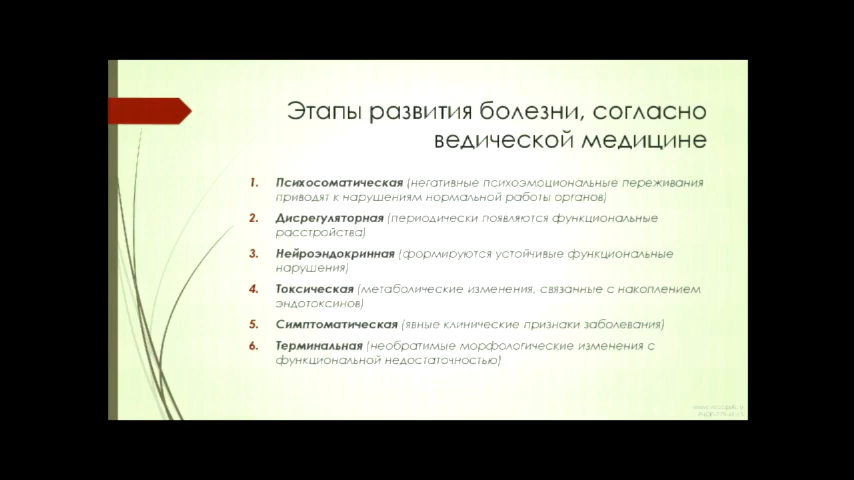 Этапы развития болезни, согласно
ведической медицине
1. Психосоматическая (негативные психоэмоциональные переживания
приводят к нарушениям нормальной работы органов)
2. Дисрегуляторная (периодически появляются функциональные
расстройства)
3. Нейроэндокринная (формируются устойчивые функциональные
нарушения)
4. Токсическая (метаболические изменения, связанные с накоплением
эндотоксинов)
5. Симптоматическая (явные клинические признаки заболевания)
6. Терминальная (необратимые морфологические изменения с
функциональной недостаточностью)